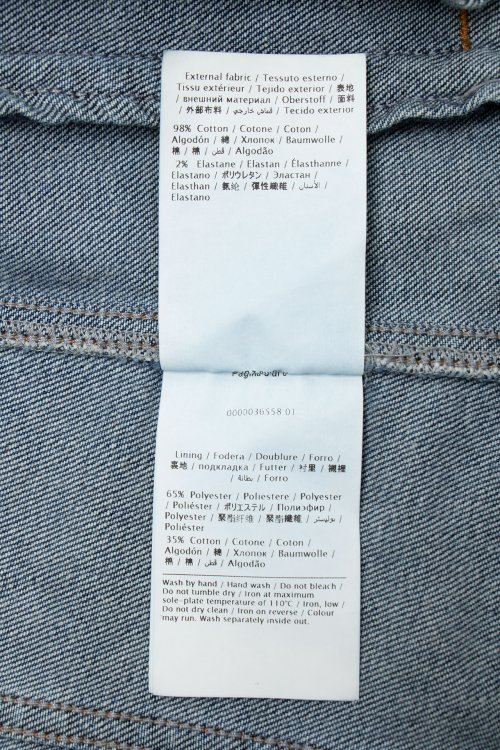 External fabric / Tessuto esterno /
Tissu extérieur / Tejido exterior / 表地
/ внешний материал / Oberstoff / 面料
/ 外部布料 / قماش خارجي / Tecido exterior
98% Cotton / Cotone / Coton /
Algodón / 綿 / Хлопок / Baumwolle /
棉 / 棉 / قطن / Algodão
2% Elastane / Elastan / Élasthanne /
Elastano / ポリウレタン / Эластан /
Elasthan / 氨纶 / 彈性纖維 / الأستان /
Elastano
0000036558 01
Lining / Fodera / Doublure / Forro /
裏地 / подкладка / Futter / 衬里 / 襯裡
/ بطانة / Forro
65% Polyester / Poliestere / Polyester
/ Poliéster / ポリエステル / Полиэфир /
Polyester / 聚酯纤维 / 聚酯纖維 / بوليستر /
Poliéster
35% Cotton / Cotone / Coton /
Algodón / 綿 / Хлопок / Baumwolle /
棉 / 棉 / قطن / Algodão
Wash by hand / Hand wash / Do not bleach /
Do not tumble dry / Iron at maximum
sole-plate temperature of 110°C / Iron, low /
Do not dry clean / Iron on reverse / Colour
may run. Wash separately inside out.